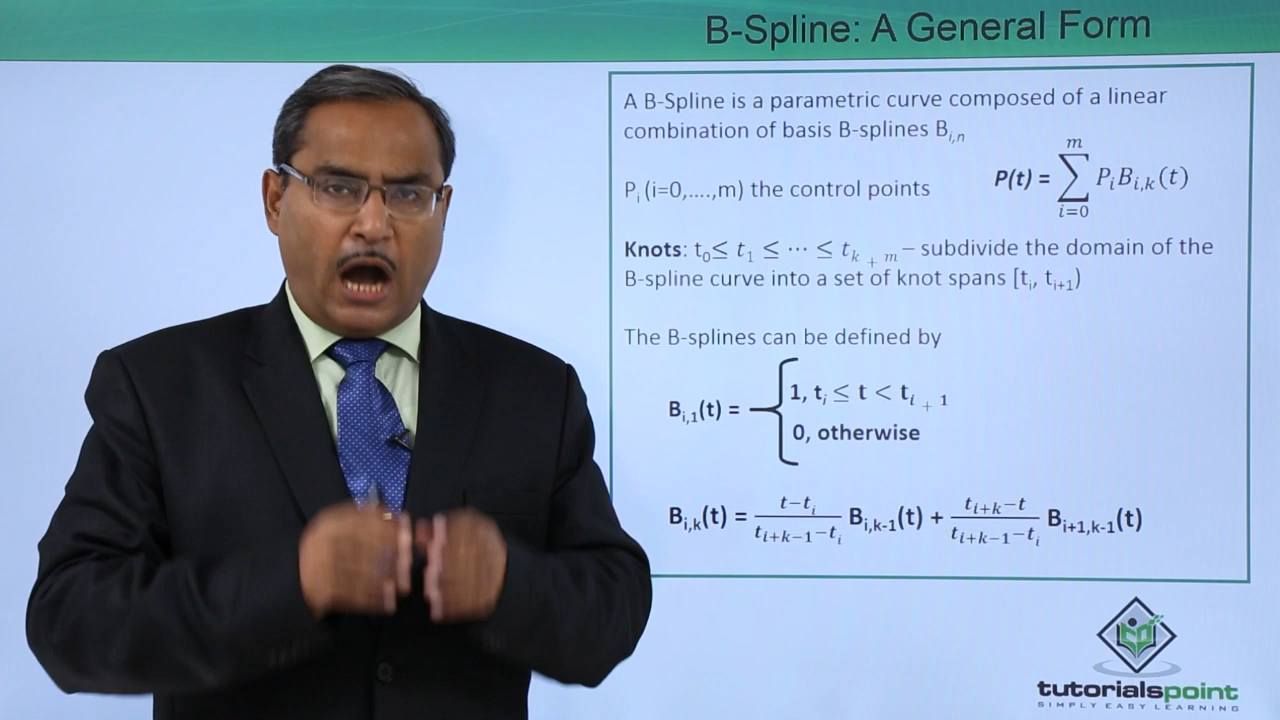 B-Spline: A General Form
A B-Spline is a parametric curve composed of a linear
combination of basis B-splines B_{i,n}
P_i (i=0,....,m) the control points
P(t) = \sum_{i=0}^{m} P_i B_{i,k}(t)
Knots: t_0 ≤ t_1 ≤ ⋯ ≤ t_{k + m} – subdivide the domain of the
B-spline curve into a set of knot spans [t_i, t_{i+1})
The B-splines can be defined by
B_{i,1}(t) = { 1, t_i ≤ t < t_{i + 1}
0, otherwise
B_{i,k}(t) = \frac{t-t_i}{t_{i+k-1}-t_i} B_{i,k-1}(t) + \frac{t_{i+k}-t}{t_{i+k-1}-t_i} B_{i+1,k-1}(t)
tutorialspoint
SIMPLY EASY LEARNING